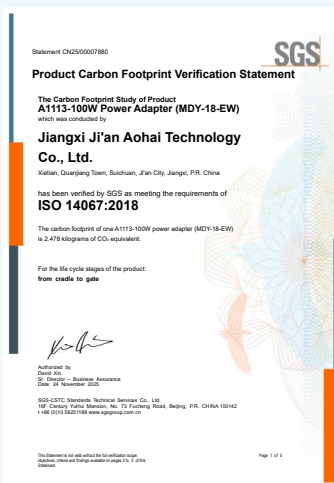 Statement CN25/00007880
SGS
Product Carbon Footprint Verification Statement
The Carbon Footprint Study of Product
A1113-100W Power Adapter (MDY-18-EW)
which was conducted by
Jiangxi Ji'an Aohai Technology
Co., Ltd.
Xietian, Quanjiang Town, Suichuan, Ji'an City, Jiangxi, P.R. China
has been verified by SGS as meeting the requirements of
ISO 14067:2018
The carbon footprint of one A1113-100W power adapter (MDY-18-EW)
is 2.478 kilograms of CO₂ equivalent.
For the life cycle stages of the product:
from cradle to gate
Authorized by
David Xin
Sr. Director – Business Assurance
Date: 24 November 2025
SGS-CSTC Standards Technical Services Co., Ltd.
16F Century YuHui Mansion, No. 73 Fucheng Road, Beijing, P.R. CHINA 100142
t +86 (0)10 58251188 www.sgsgroup.com.cn
This Statement is not valid without the full verification scope,
objectives, criteria and findings available on pages 2 to 5 of this
Statement.
Page 1 of 5